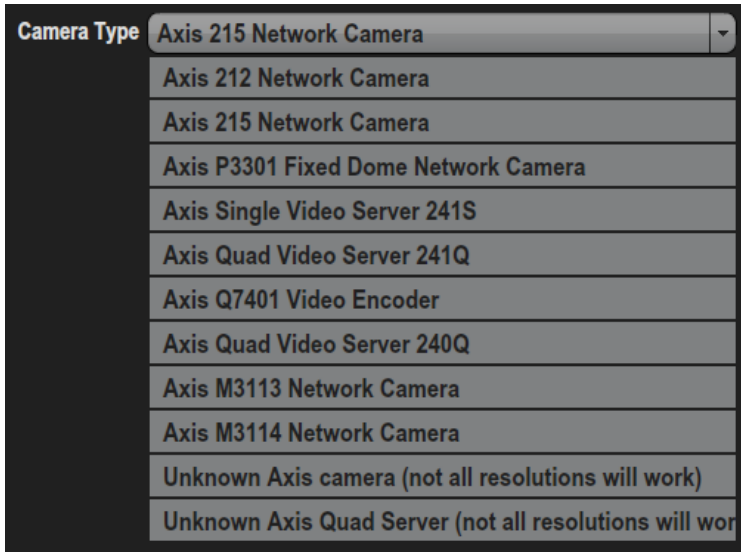 Camera Type Axis 215 Network Camera
Axis 212 Network Camera
Axis 215 Network Camera
Axis P3301 Fixed Dome Network Camera
Axis Single Video Server 241S
Axis Quad Video Server 241Q
Axis Q7401 Video Encoder
Axis Quad Video Server 240Q
Axis M3113 Network Camera
Axis M3114 Network Camera
Unknown Axis camera (not all resolutions will work)
Unknown Axis Quad Server (not all resolutions will wor